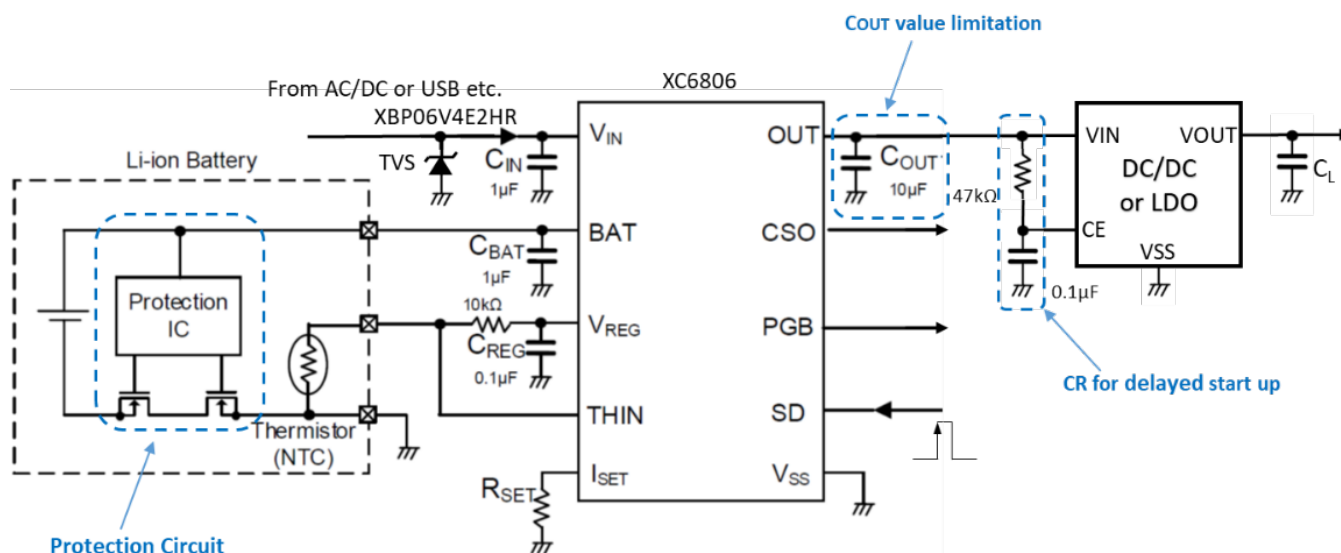 COUT value limitation
From AC/DC or USB etc.
XBP06V4E2HR
XC6806
TVS
CIN
1µF
VIN
OUT
COUT
10µF
47kΩ
VIN
VOUT
DC/DC
or LDO
CL
Li-ion Battery
BAT
CBAT
1µF
CSO
CE
VSS
0.1µF
Protection
IC
10kΩ
VREG
CREG
0.1µF
PGB
CR for delayed start up
THIN
SD
Thermistor
(NTC)
ISET
RSET
VSS
Protection Circuit